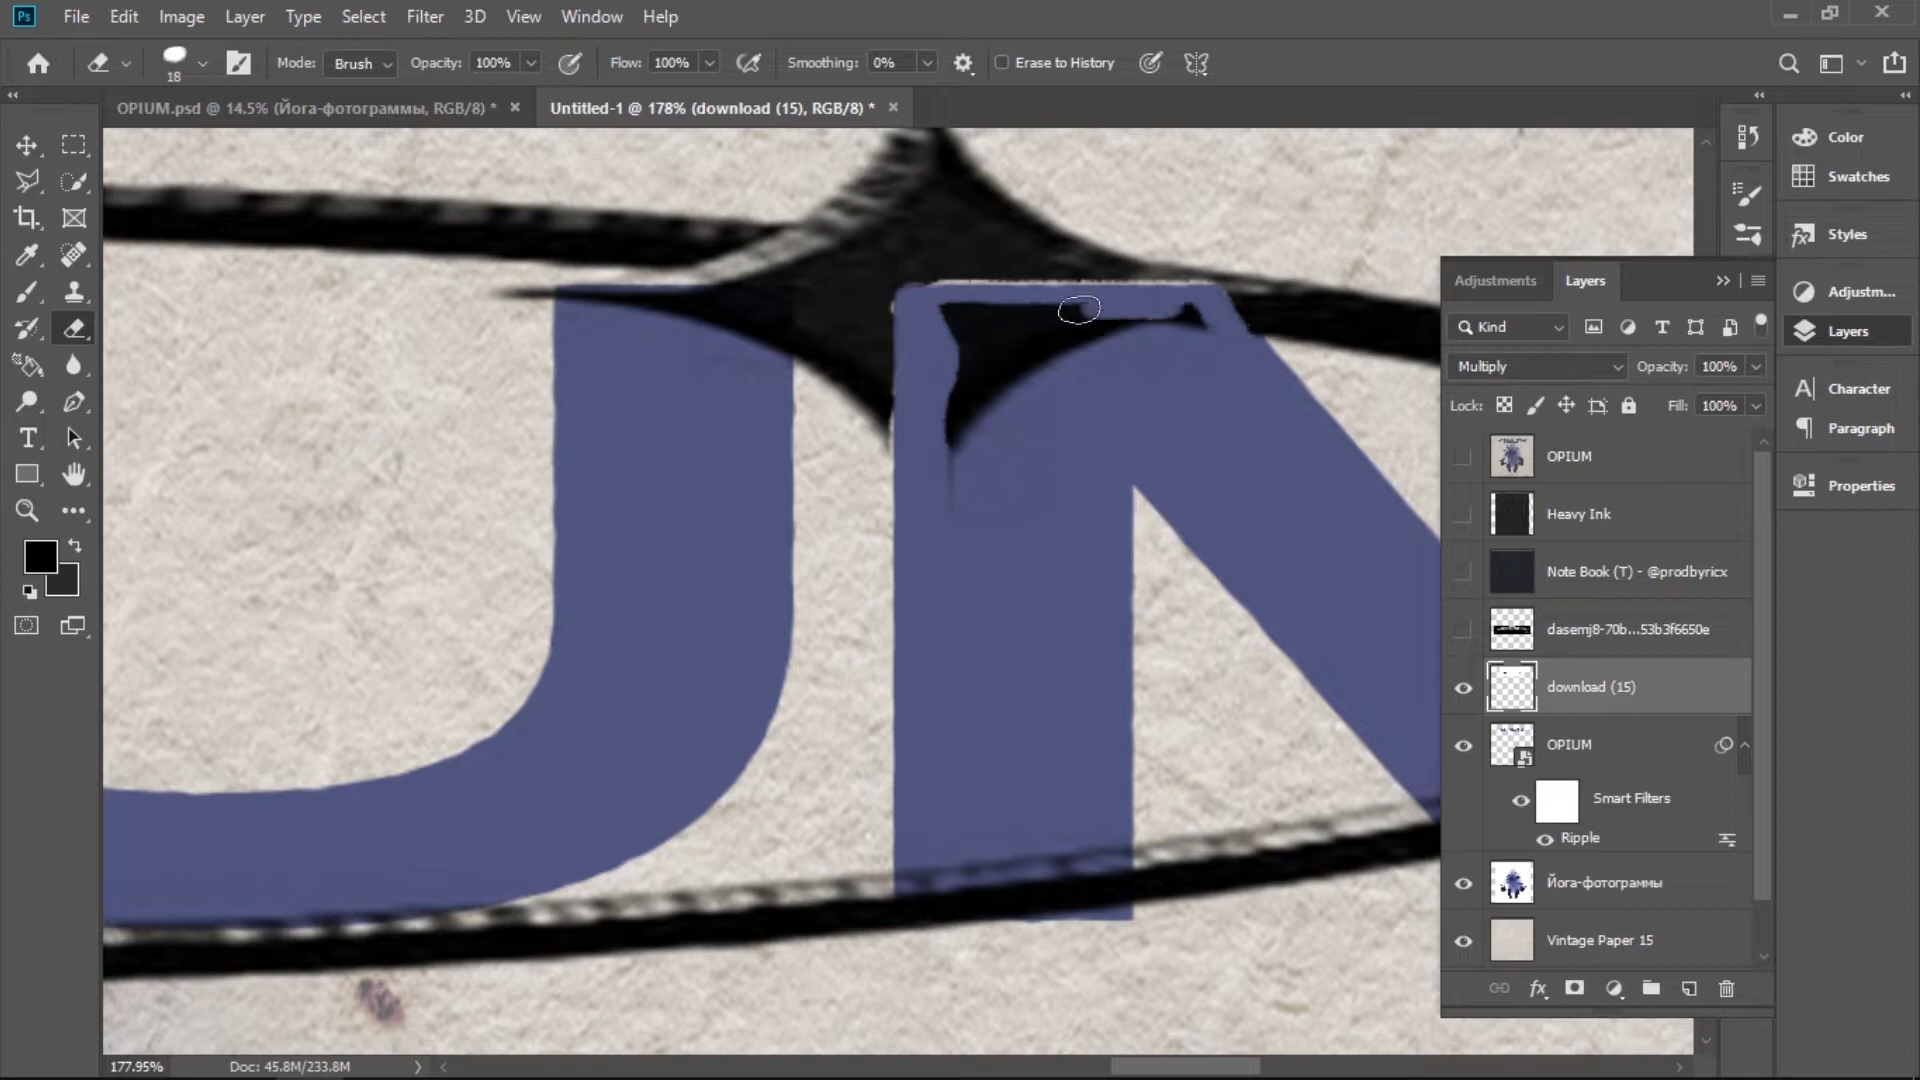 Ps File Edit Image Layer Type Select Filter 3D View Window Help
18 Mode: Brush Opacity: 100% Flow: 100% Smoothing: 0% Erase to History
OPIUM.psd @ 14.5% (Йога-фотограммы, RGB/8) * × Untitled-1 @ 178% (download (15), RGB/8) * ×
Color
Swatches
Styles
Adjustm...
Layers
Character
Paragraph
Properties
Adjustments Layers
Kind
Multiply Opacity: 100%
Lock: Fill: 100%
OPIUM
Heavy Ink
Note Book (T) - @prodbyricx
dasemj8-70b...53b3f6650e
download (15)
OPIUM
Smart Filters
Ripple
Йога-фотограммы
Vintage Paper 15
177.95% Doc: 45.8M/233.8M